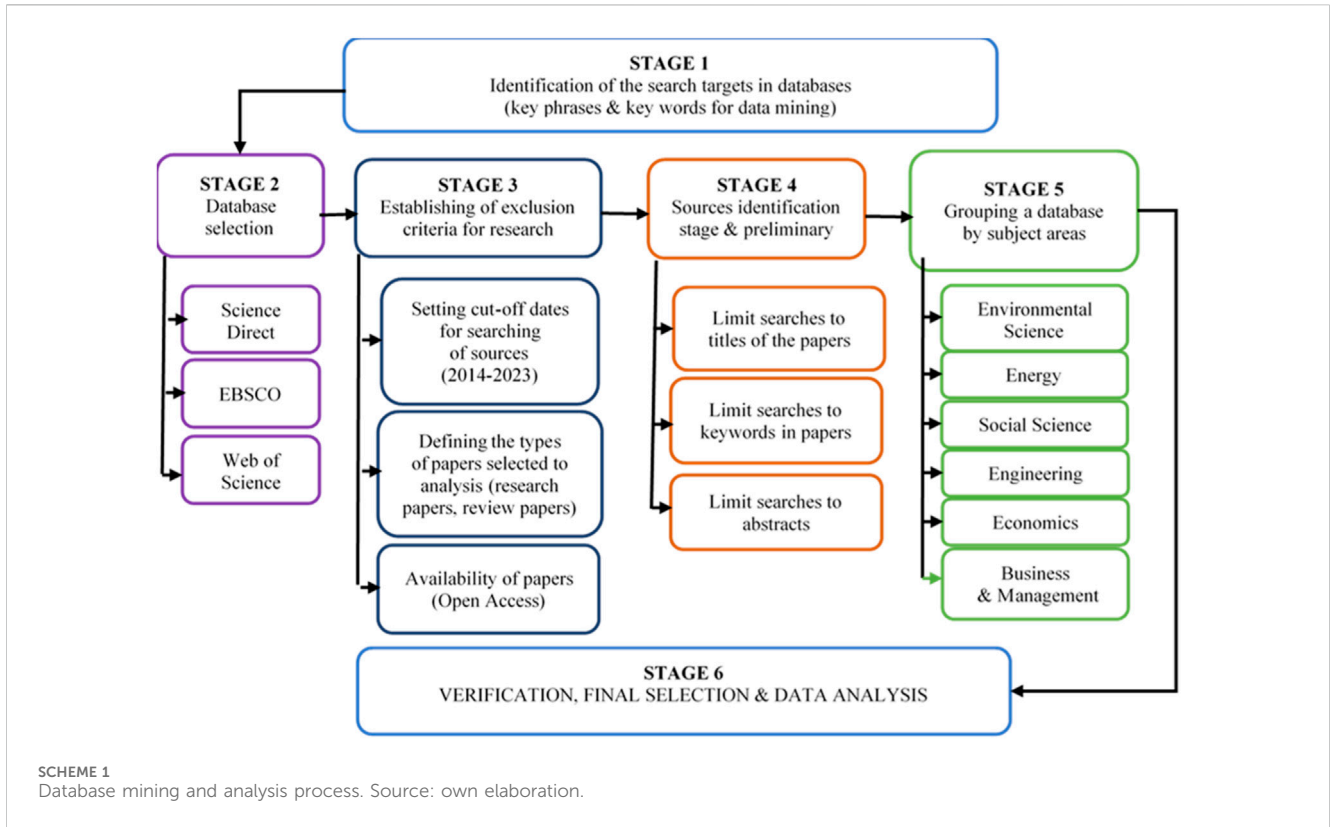 STAGE 1
Identification of the search targets in databases
(key phrases & key words for data mining)
STAGE 2
Database
selection
Science
Direct
EBSCO
Web of
Science
STAGE 3
Establishing of exclusion
criteria for research
Setting cut-off dates
for searching
of sources
(2014-2023)
Defining the types
of papers selected to
analysis (research
papers, review papers)
Availability of papers
(Open Access)
STAGE 4
Sources identification
stage & preliminary
Limit searches to
titles of the papers
Limit searches to
keywords in papers
Limit searches to
abstracts
STAGE 5
Grouping a database
by subject areas
Environmental
Science
Energy
Social Science
Engineering
Economics
Business
& Management
STAGE 6
VERIFICATION, FINAL SELECTION & DATA ANALYSIS
SCHEME 1
Database mining and analysis process. Source: own elaboration.